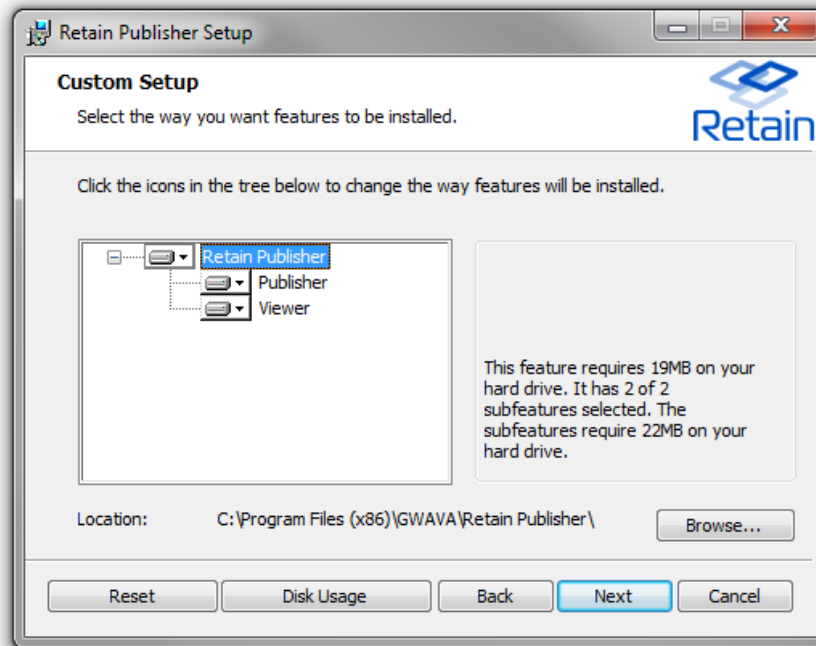 Retain Publisher Setup
Custom Setup
Select the way you want features to be installed.
Retain
Click the icons in the tree below to change the way features will be installed.
Retain Publisher
Publisher
Viewer
This feature requires 19MB on your
hard drive. It has 2 of 2
subfeatures selected. The
subfeatures require 22MB on your
hard drive.
Location: C:\Program Files (x86)\GWAVA\Retain Publisher\ Browse...
Reset Disk Usage Back Next Cancel